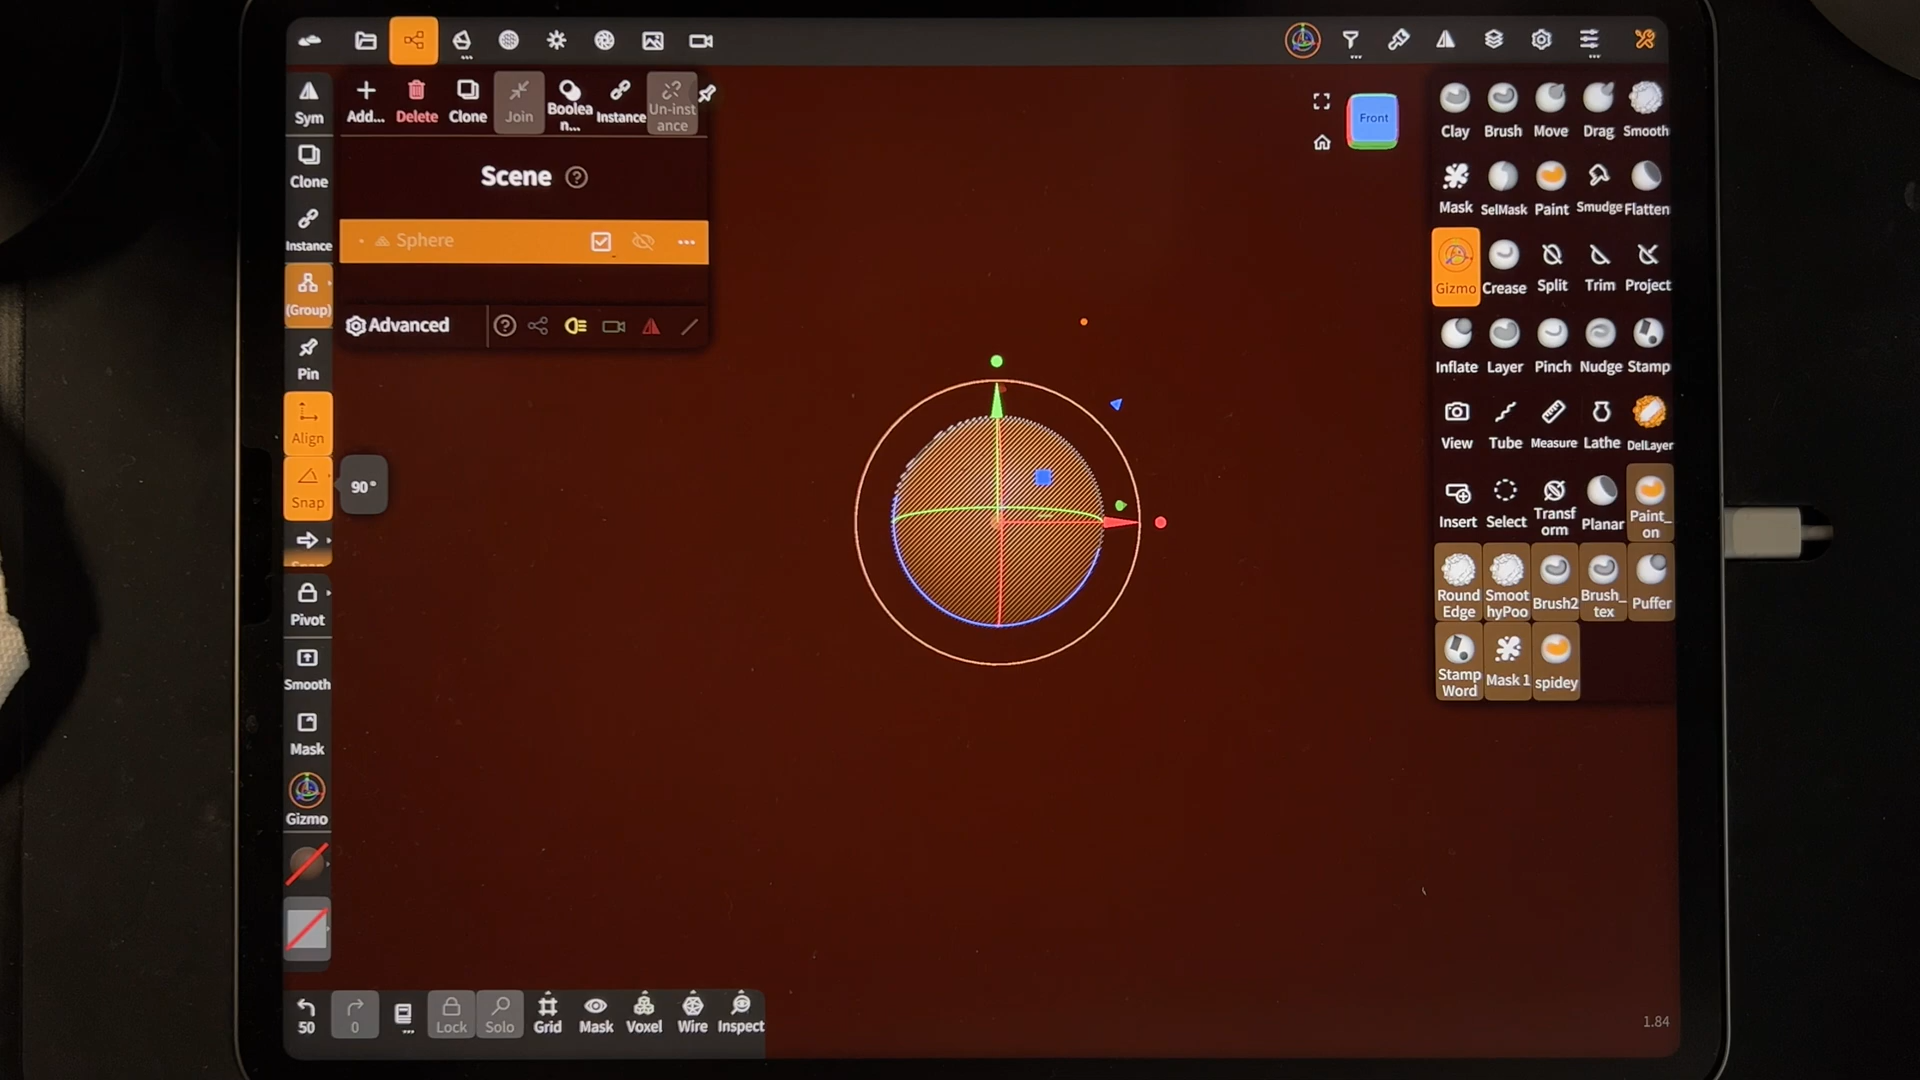 Sym
Clone
Instance
(Group)
Pin
Align
Snap
90°
Pivot
Smooth
Mask
Gizmo
Add...
Delete
Clone
Join
Boolea
n...
Instance
Un-inst
ance
Scene ?
Sphere
...
Advanced
?
Front
Clay Brush Move Drag Smooth
Mask SelMask Paint Smudge Flatten
Gizmo Crease Split Trim Project
Inflate Layer Pinch Nudge Stamp
View Tube Measure Lathe DelLayer
Insert Select Transf
orm Planar Paint_
on
Round
Edge
Smoot
hyPoo
Brush2
Brush_
tex
Puffer
Stamp
Word
Mask 1
spidey
50
0
Lock
Solo
Grid
Mask
Voxel
Wire
Inspect
1.84